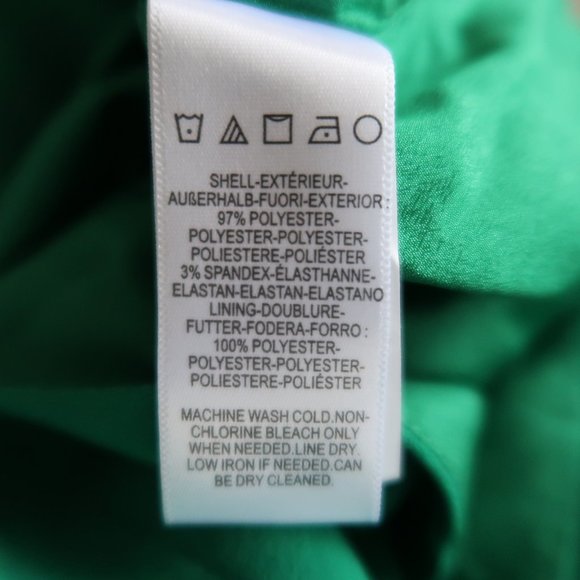 SHELL-EXTÉRIEUR-
AUßERHALB-FUORI-EXTERIOR :
97% POLYESTER-
POLYESTER-POLYESTER-
POLIESTERE-POLIÉSTER
3% SPANDEX-ÉLASTHANNE-
ELASTAN-ELASTAN-ELASTANO
LINING-DOUBLURE-
FUTTER-FODERA-FORRO :
100% POLYESTER-
POLYESTER-POLYESTER-
POLIESTERE-POLIÉSTER
MACHINE WASH COLD.NON-
CHLORINE BLEACH ONLY
WHEN NEEDED.LINE DRY.
LOW IRON IF NEEDED.CAN
BE DRY CLEANED.